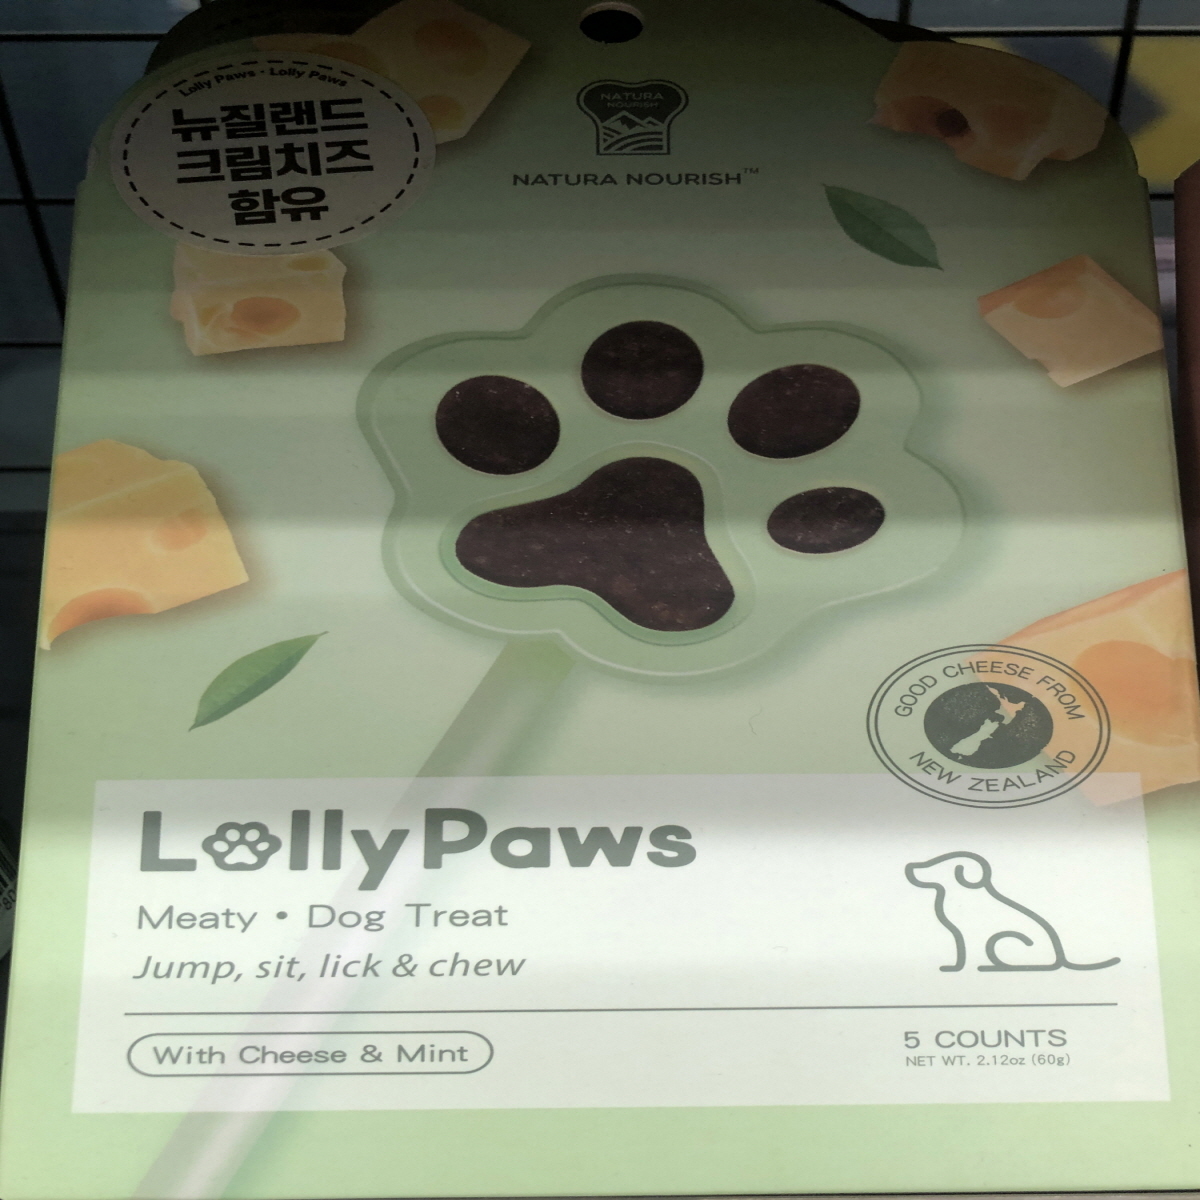 Lolly Paws · Lolly Paws
뉴질랜드
크림치즈
함유
NATURA
NOURISH
NATURA NOURISH™
GOOD CHEESE FROM
NEW ZEALAND
Lolly Paws
Meaty • Dog Treat
Jump, sit, lick & chew
With Cheese & Mint
5 COUNTS
NET WT. 2.12oz (60g)